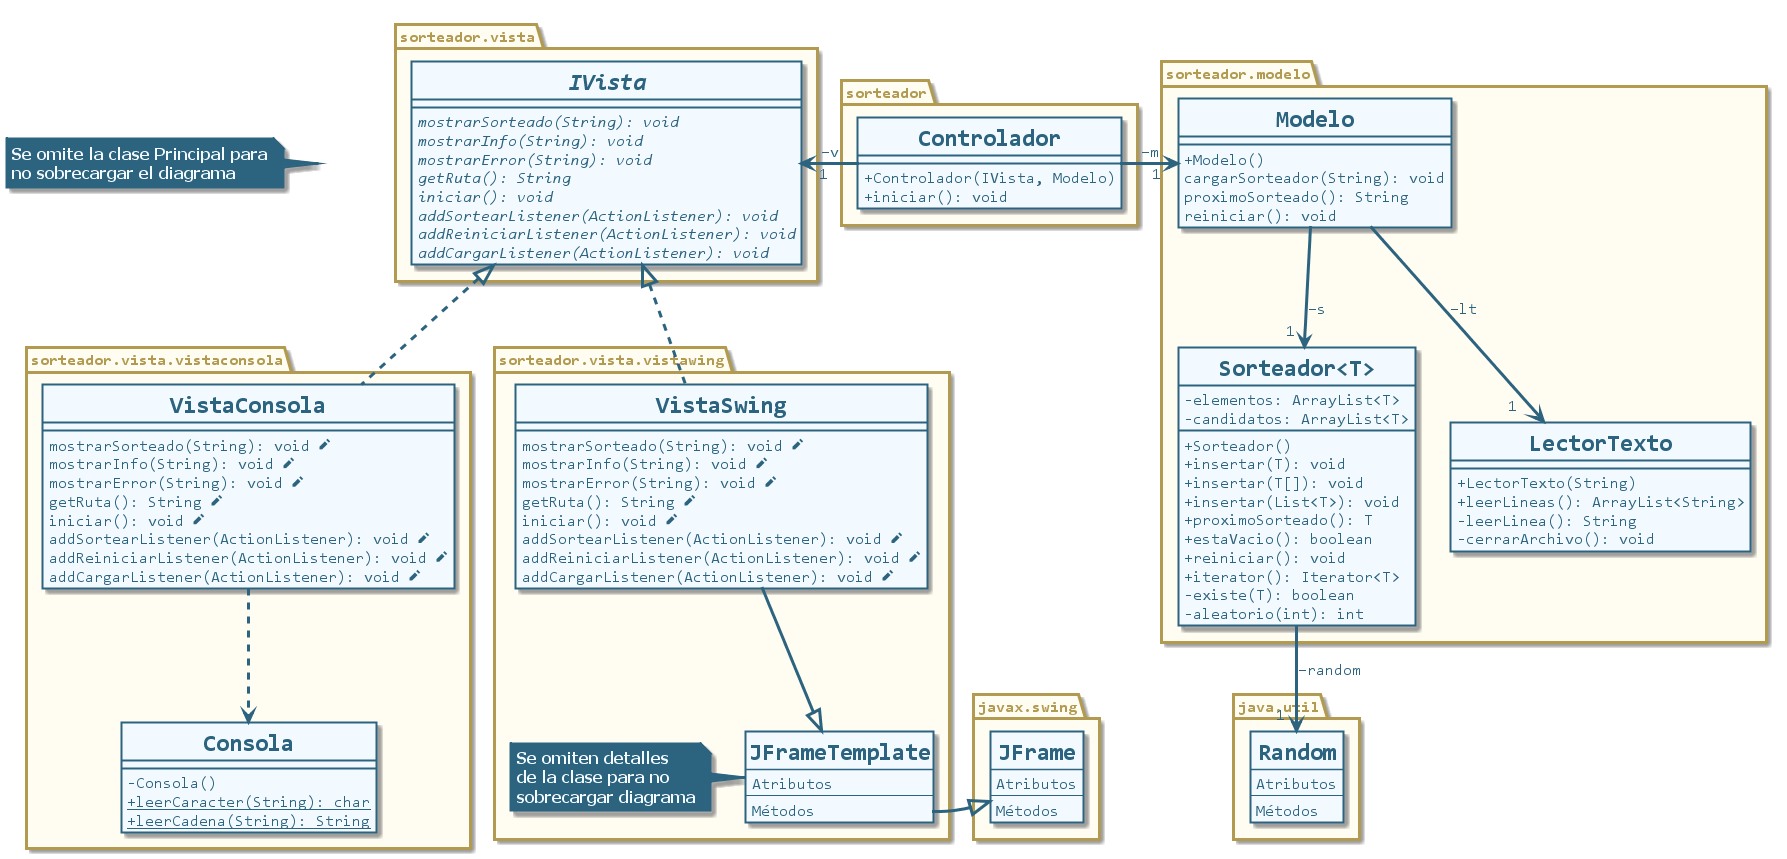 Se omite la clase Principal para
no sobrecargar el diagrama
sorteador.vista
IVista
mostrarSorteado(String): void
mostrarInfo(String): void
mostrarError(String): void
getRuta(): String
iniciar(): void
addSortearListener(ActionListener): void
addReiniciarListener(ActionListener): void
addCargarListener(ActionListener): void
-v
1
sorteador
Controlador
+Controlador(IVista, Modelo)
+iniciar(): void
-m
1
sorteador.modelo
Modelo
+Modelo()
cargarSorteador(String): void
proximoSorteado(): String
reiniciar(): void
-s
1
-lt
1
Sorteador<T>
-elementos: ArrayList<T>
-candidatos: ArrayList<T>
+Sorteador()
+insertar(T): void
+insertar(T[]): void
+insertar(List<T>): void
+proximoSorteado(): T
+estaVacio(): boolean
+reiniciar(): void
+iterator(): Iterator<T>
-existe(T): boolean
-aleatorio(int): int
LectorTexto
+LectorTexto(String)
+leerLineas(): ArrayList<String>
-leerLinea(): String
-cerrarArchivo(): void
sorteador.vista.vistaconsola
VistaConsola
mostrarSorteado(String): void
mostrarInfo(String): void
mostrarError(String): void
getRuta(): String
iniciar(): void
addSortearListener(ActionListener): void
addReiniciarListener(ActionListener): void
addCargarListener(ActionListener): void
Consola
-Consola()
+leerCaracter(String): char
+leerCadena(String): String
sorteador.vista.vistawing
VistaSwing
mostrarSorteado(String): void
mostrarInfo(String): void
mostrarError(String): void
getRuta(): String
iniciar(): void
addSortearListener(ActionListener): void
addReiniciarListener(ActionListener): void
addCargarListener(ActionListener): void
Se omiten detalles
de la clase para no
sobrecargar diagrama
JFrameTemplate
Atributos
Métodos
javax.swing
JFrame
Atributos
Métodos
-random
1
java.util
Random
Atributos
Métodos